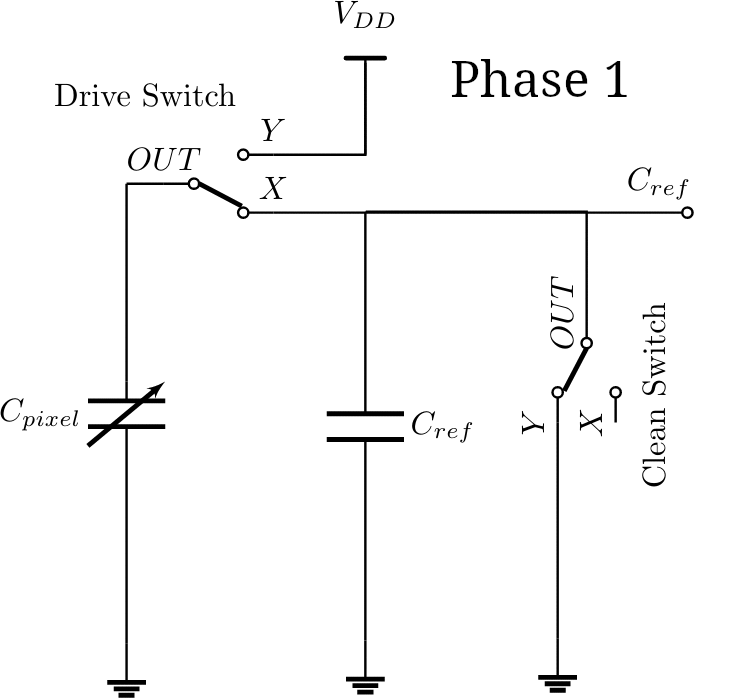 V_{DD}
Phase 1
Drive Switch
Y
OUT
X
C_{ref}
OUT
Clean Switch
C_{pixel}
C_{ref}
Y
X